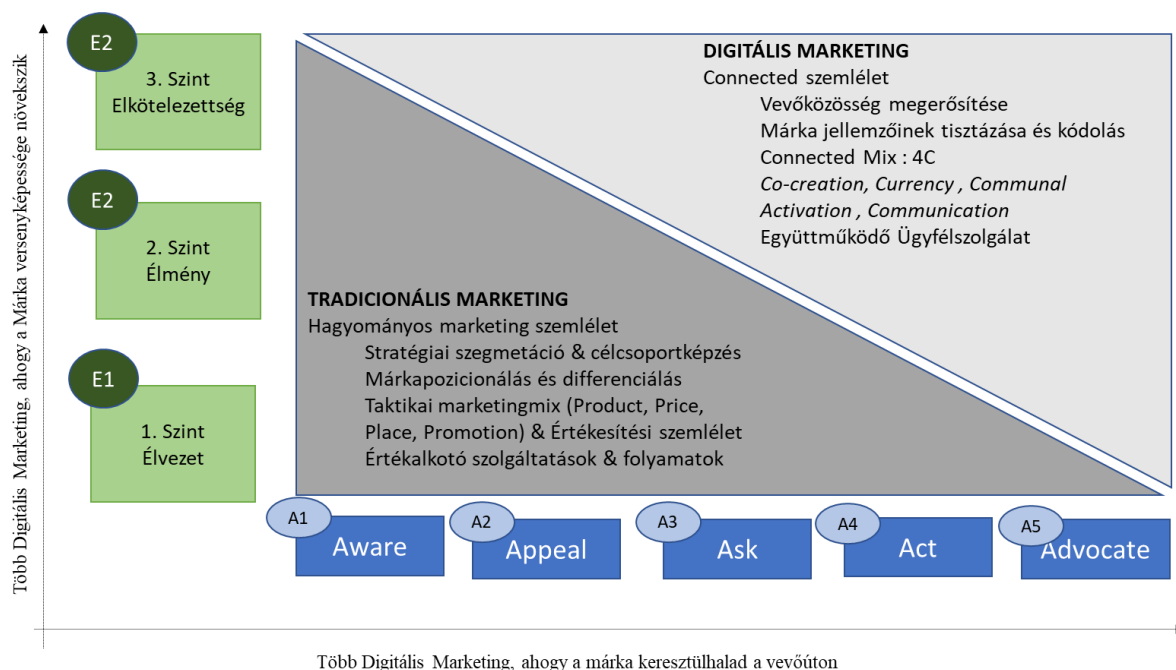 Több Digitális Marketing, ahogy a Márka versenyképessége növekszik
E2
3. Szint
Elkötelezettség
E2
2. Szint
Élmény
E1
1. Szint
Élvezet
DIGITÁLIS MARKETING
Connected szemlélet
Vevőközösség megerősítése
Márka jellemzőinek tisztázása és kódolás
Connected Mix : 4C
Co-creation, Currency , Communal
Activation , Communication
Együttműködő Ügyfélszolgálat
TRADICIONÁLIS MARKETING
Hagyományos marketing szemlélet
Stratégiai szegmetáció & célcsoportképzés
Márkapozicionálás és differenciálás
Taktikai marketingmix (Product, Price,
Place, Promotion) & Értékesítési szemlélet
Értékalkotó szolgáltatások & folyamatok
A1
Aware
A2
Appeal
A3
Ask
A4
Act
A5
Advocate
Több Digitális Marketing, ahogy a márka keresztülhalad a vevőúton